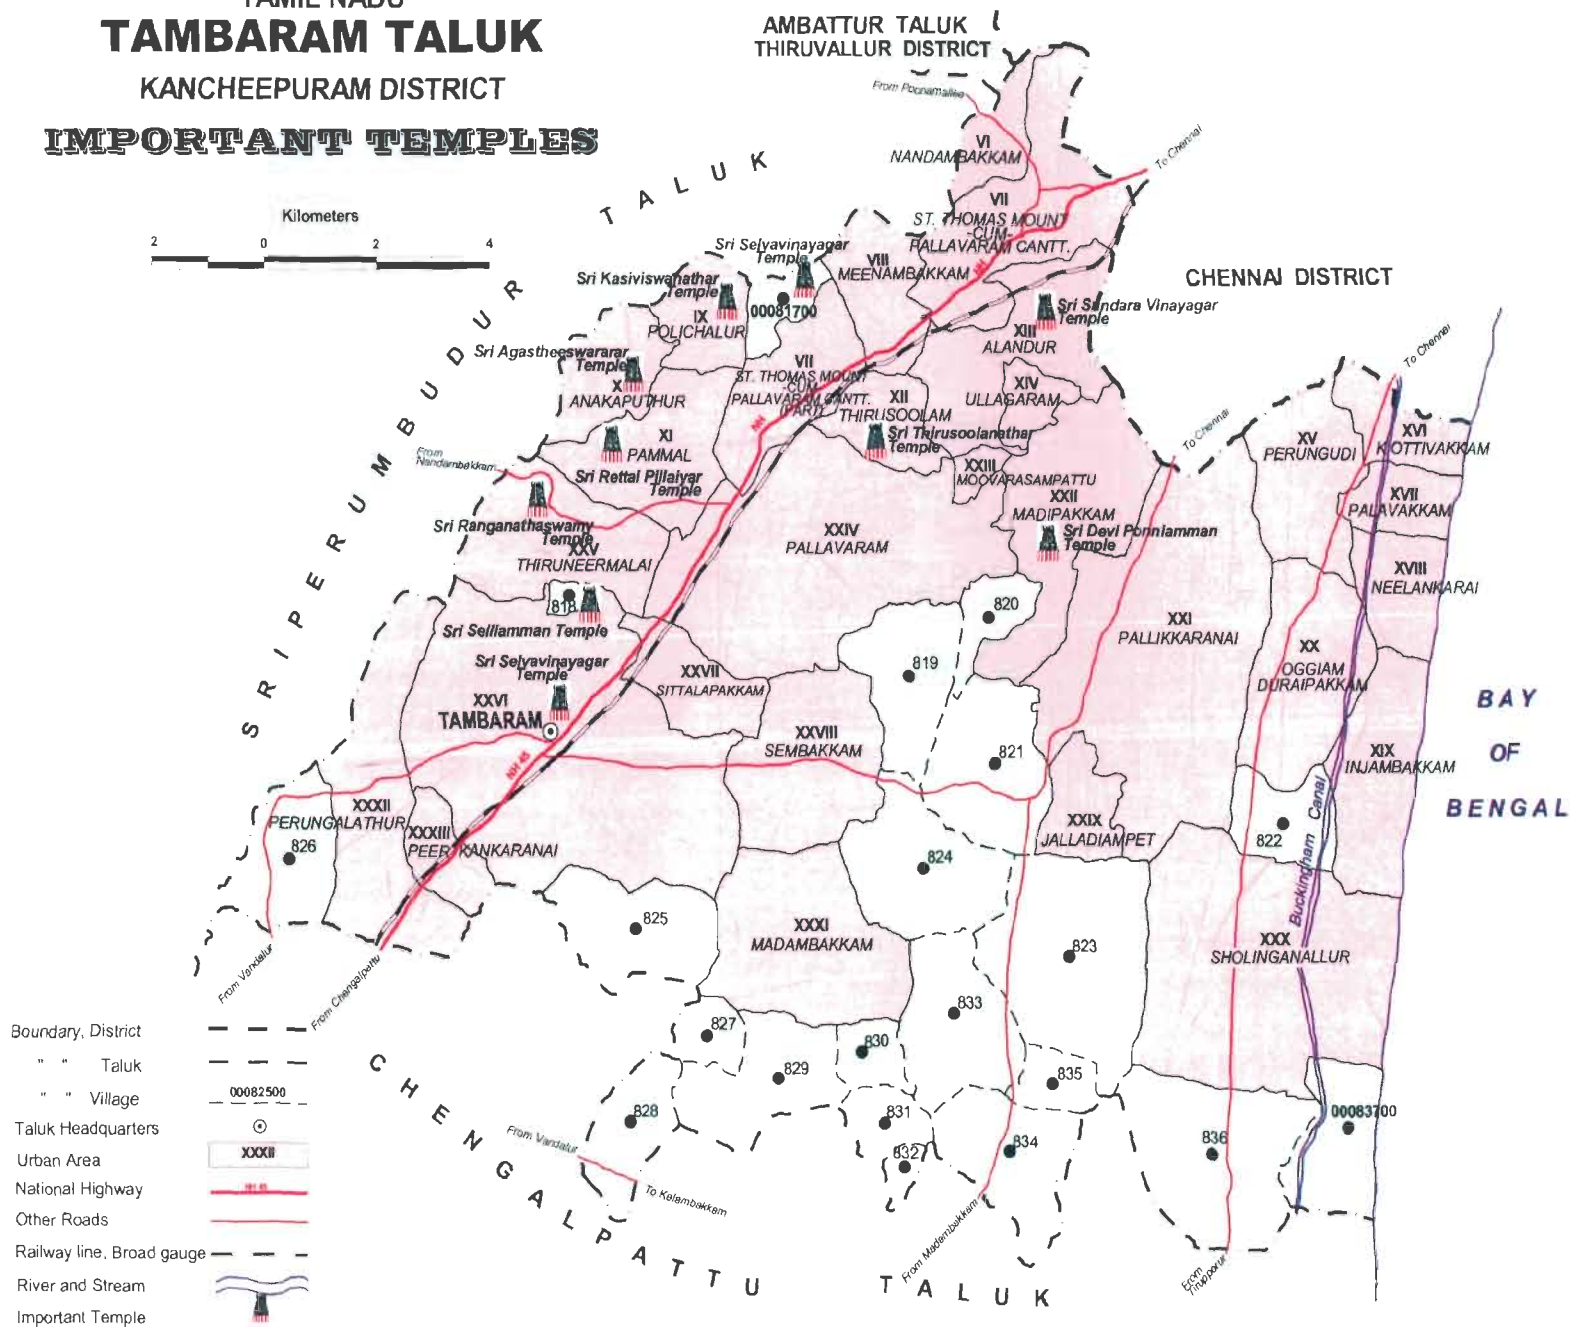 TAMIL NADU
TAMBARAM TALUK
KANCHEEPURAM DISTRICT
IMPORTANT TEMPLES
Kilometers
2 0 2 4
AMBATTUR TALUK
THIRUVALLUR DISTRICT
From Poonamallee
To Chennai
VI
NANDAMBAKKAM
VII
ST. THOMAS MOUNT
-CUM-
PALLAVARAM CANTT.
NH
SRIPERUMBUDUR TALUK
CHENNAI DISTRICT
Sri Selvavinayagar
Temple
00081700
VIII
MEENAMBAKKAM
Sri Kasiviswanathar
Temple
IX
POLICHALUR
Sri Sundara Vinayagar
Temple
XIII
ALANDUR
Sri Agastheeswararar
Temple
X
ANAKAPUTHUR
VII
ST. THOMAS MOUNT
-CUM-
PALLAVARAM CANTT.
(PART)
NH
XII
THIRUSOOLAM
Sri Thirusoolanathar
Temple
XIV
ULLAGARAM
To Chennai
To Chennai
XI
PAMMAL
Sri Rettai Pillaiyar
Temple
From
Nandambakkam
XXIII
MOOVARASAMPATTU
XV
PERUNGUDI
XVI
KOTTIVAKKAM
XVII
PALAVAKKAM
XXII
MADIPAKKAM
Sri Devi Ponniamman
Temple
Sri Ranganathaswamy
Temple
XXV
THIRUNEERMALAI
XXIV
PALLAVARAM
XVIII
NEELANKARAI
818
Sri Selliamman Temple
820
XXI
PALLIKKARANAI
XX
OGGIAM
DURAIPAKKAM
819
Sri Selvavinayagar
Temple
XXVI
TAMBARAM
XXVII
SITTALAPAKKAM
XXVIII
SEMBAKKAM
821
XIX
INJAMBAKKAM
BAY
OF
BENGAL
NH 45
XXXII
PERUNGALATHUR
XXXIII
PEERKANKARANAI
826
XXIX
JALLADIAMPET
822
Buckingham Canal
824
825
XXXI
MADAMBAKKAM
823
XXX
SHOLINGANALLUR
From Vandalur
From Chengalpattu
833
827
830
829
835
828
831
832
834
836
00083700
From Vandalur
To Kelambakkam
From Madambakkam
From
Tirupporur
CHENGALPATTU TALUK
Boundary, District
" " Taluk
" " Village 00082500
Taluk Headquarters
Urban Area XXXII
National Highway NH 45
Other Roads
Railway line, Broad gauge
River and Stream
Important Temple